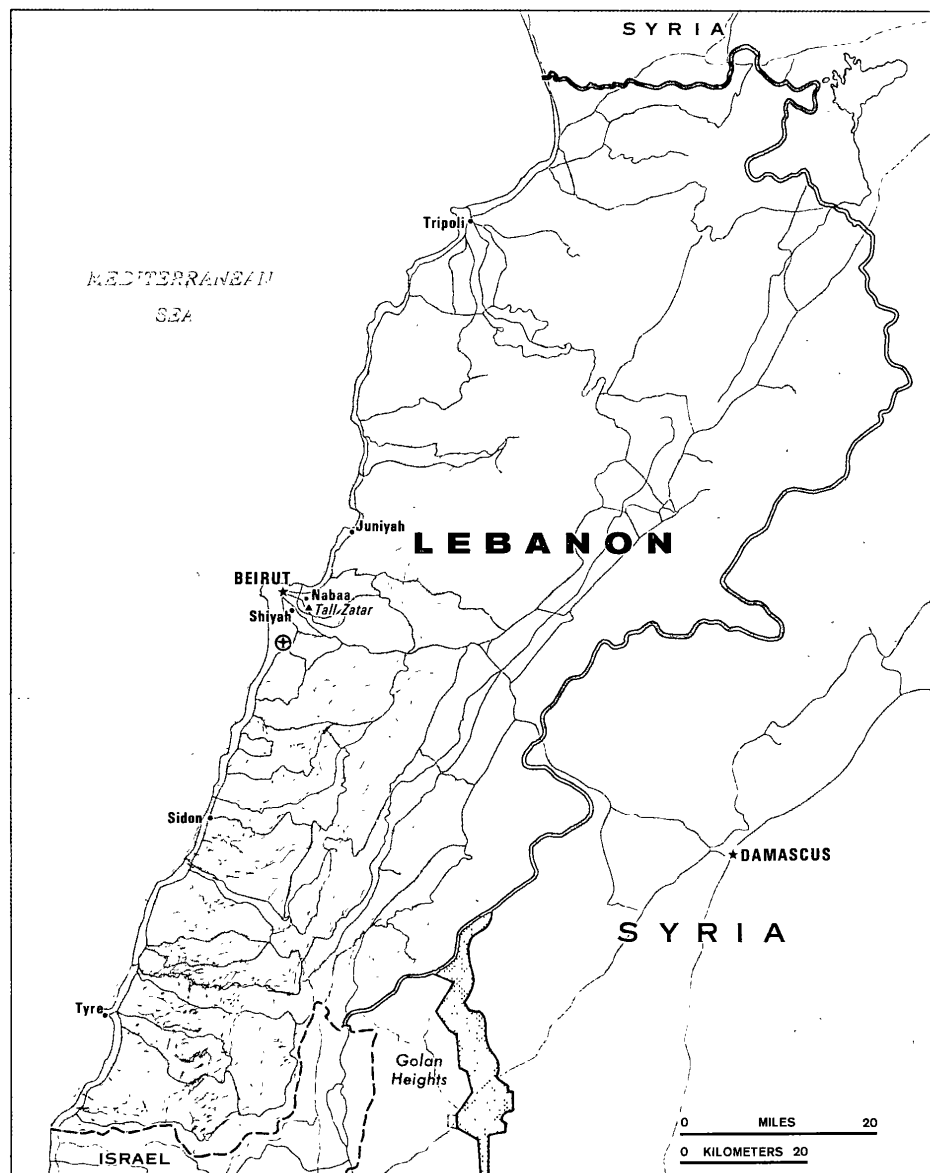 SYRIA
Tripoli
MEDITERRANEAN
SEA
Juniyah
LEBANON
BEIRUT
Nabaa
Tall Zatar
Shiyah
Sidon
DAMASCUS
SYRIA
Tyre
Golan
Heights
ISRAEL
0 MILES 20
0 KILOMETERS 20